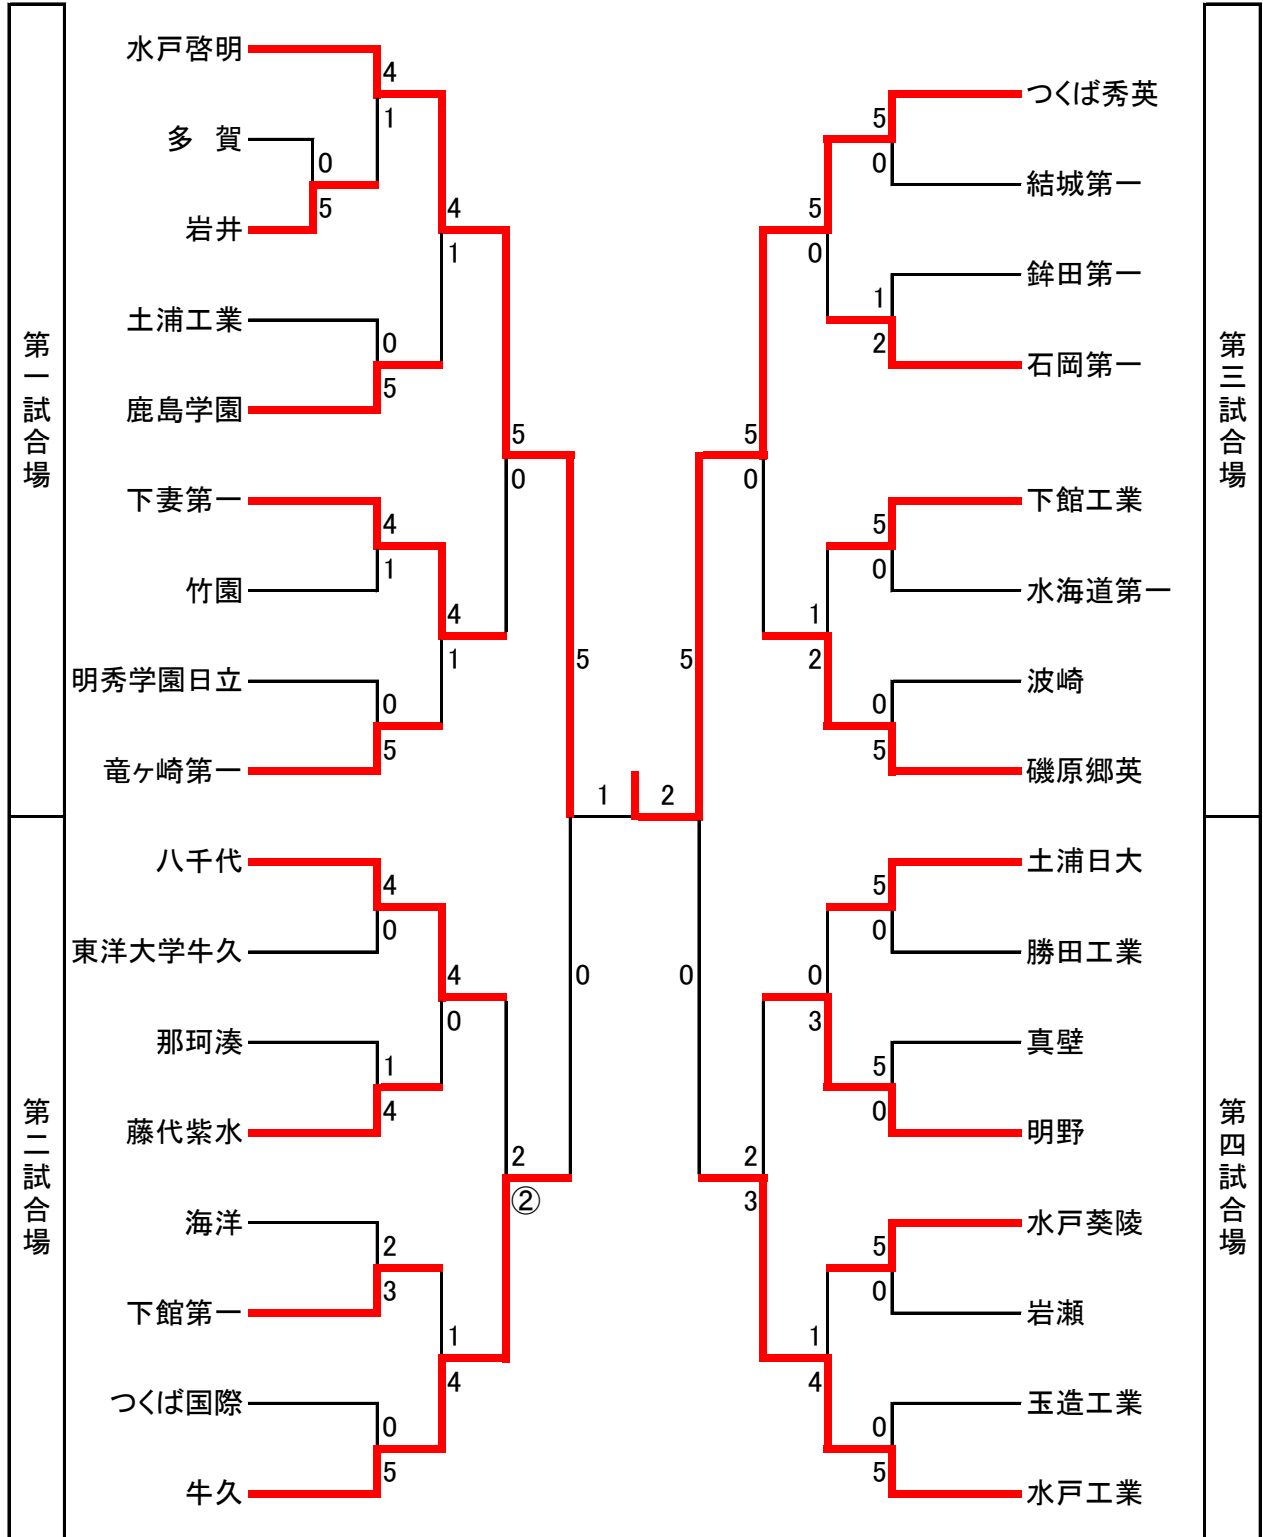 第一試合場
水戸啓明
4
1
多　賀
0
5
岩井
4
1
土浦工業
0
5
鹿島学園
5
0
下妻第一
4
1
竹園
4
1
明秀学園日立
0
5
竜ヶ崎第一
5
第二試合場
八千代
4
0
東洋大学牛久
4
0
那珂湊
1
4
藤代紫水
2
②
海洋
2
3
下館第一
1
4
つくば国際
0
5
牛久
0
1
2
第三試合場
つくば秀英
5
0
結城第一
5
0
鉾田第一
1
2
石岡第一
5
0
下館工業
5
0
水海道第一
1
2
波崎
0
5
磯原郷英
5
第四試合場
土浦日大
5
0
勝田工業
0
3
真壁
5
0
明野
2
3
水戸葵陵
5
0
岩瀬
1
4
玉造工業
0
5
水戸工業
0